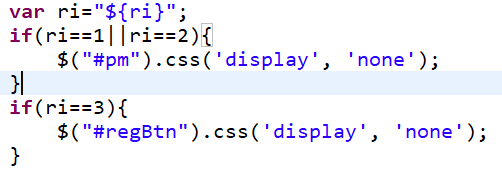 var ri="${ri}";
if(ri==1||ri==2){
    $("#pm").css('display', 'none');
}
if(ri==3){
    $("#regBtn").css('display', 'none');
}